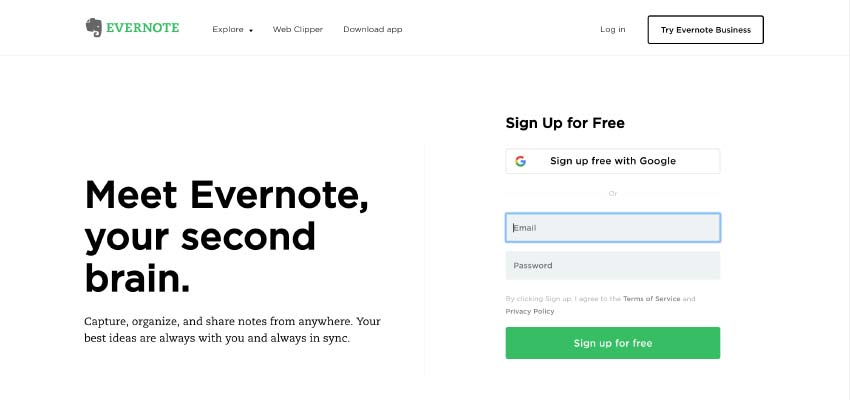 EVERNOTE Explore Web Clipper Download app Log in Try Evernote Business
Sign Up for Free
Sign up free with Google
Or
Email
Password
By clicking Sign up, I agree to the Terms of Service and
Privacy Policy
Sign up for free
Meet Evernote,
your second
brain.
Capture, organize, and share notes from anywhere. Your
best ideas are always with you and always in sync.